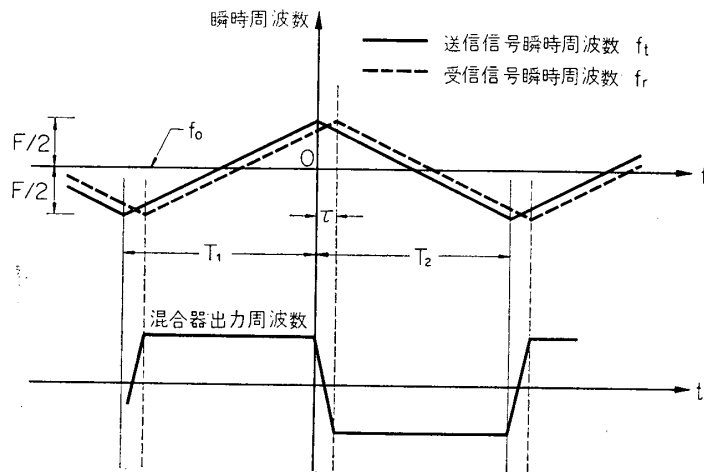 瞬時周波数
送信信号瞬時周波数 ft
受信信号瞬時周波数 fr
F/2
fo
O
t
F/2
τ
T1
T2
混合器出力周波数
t